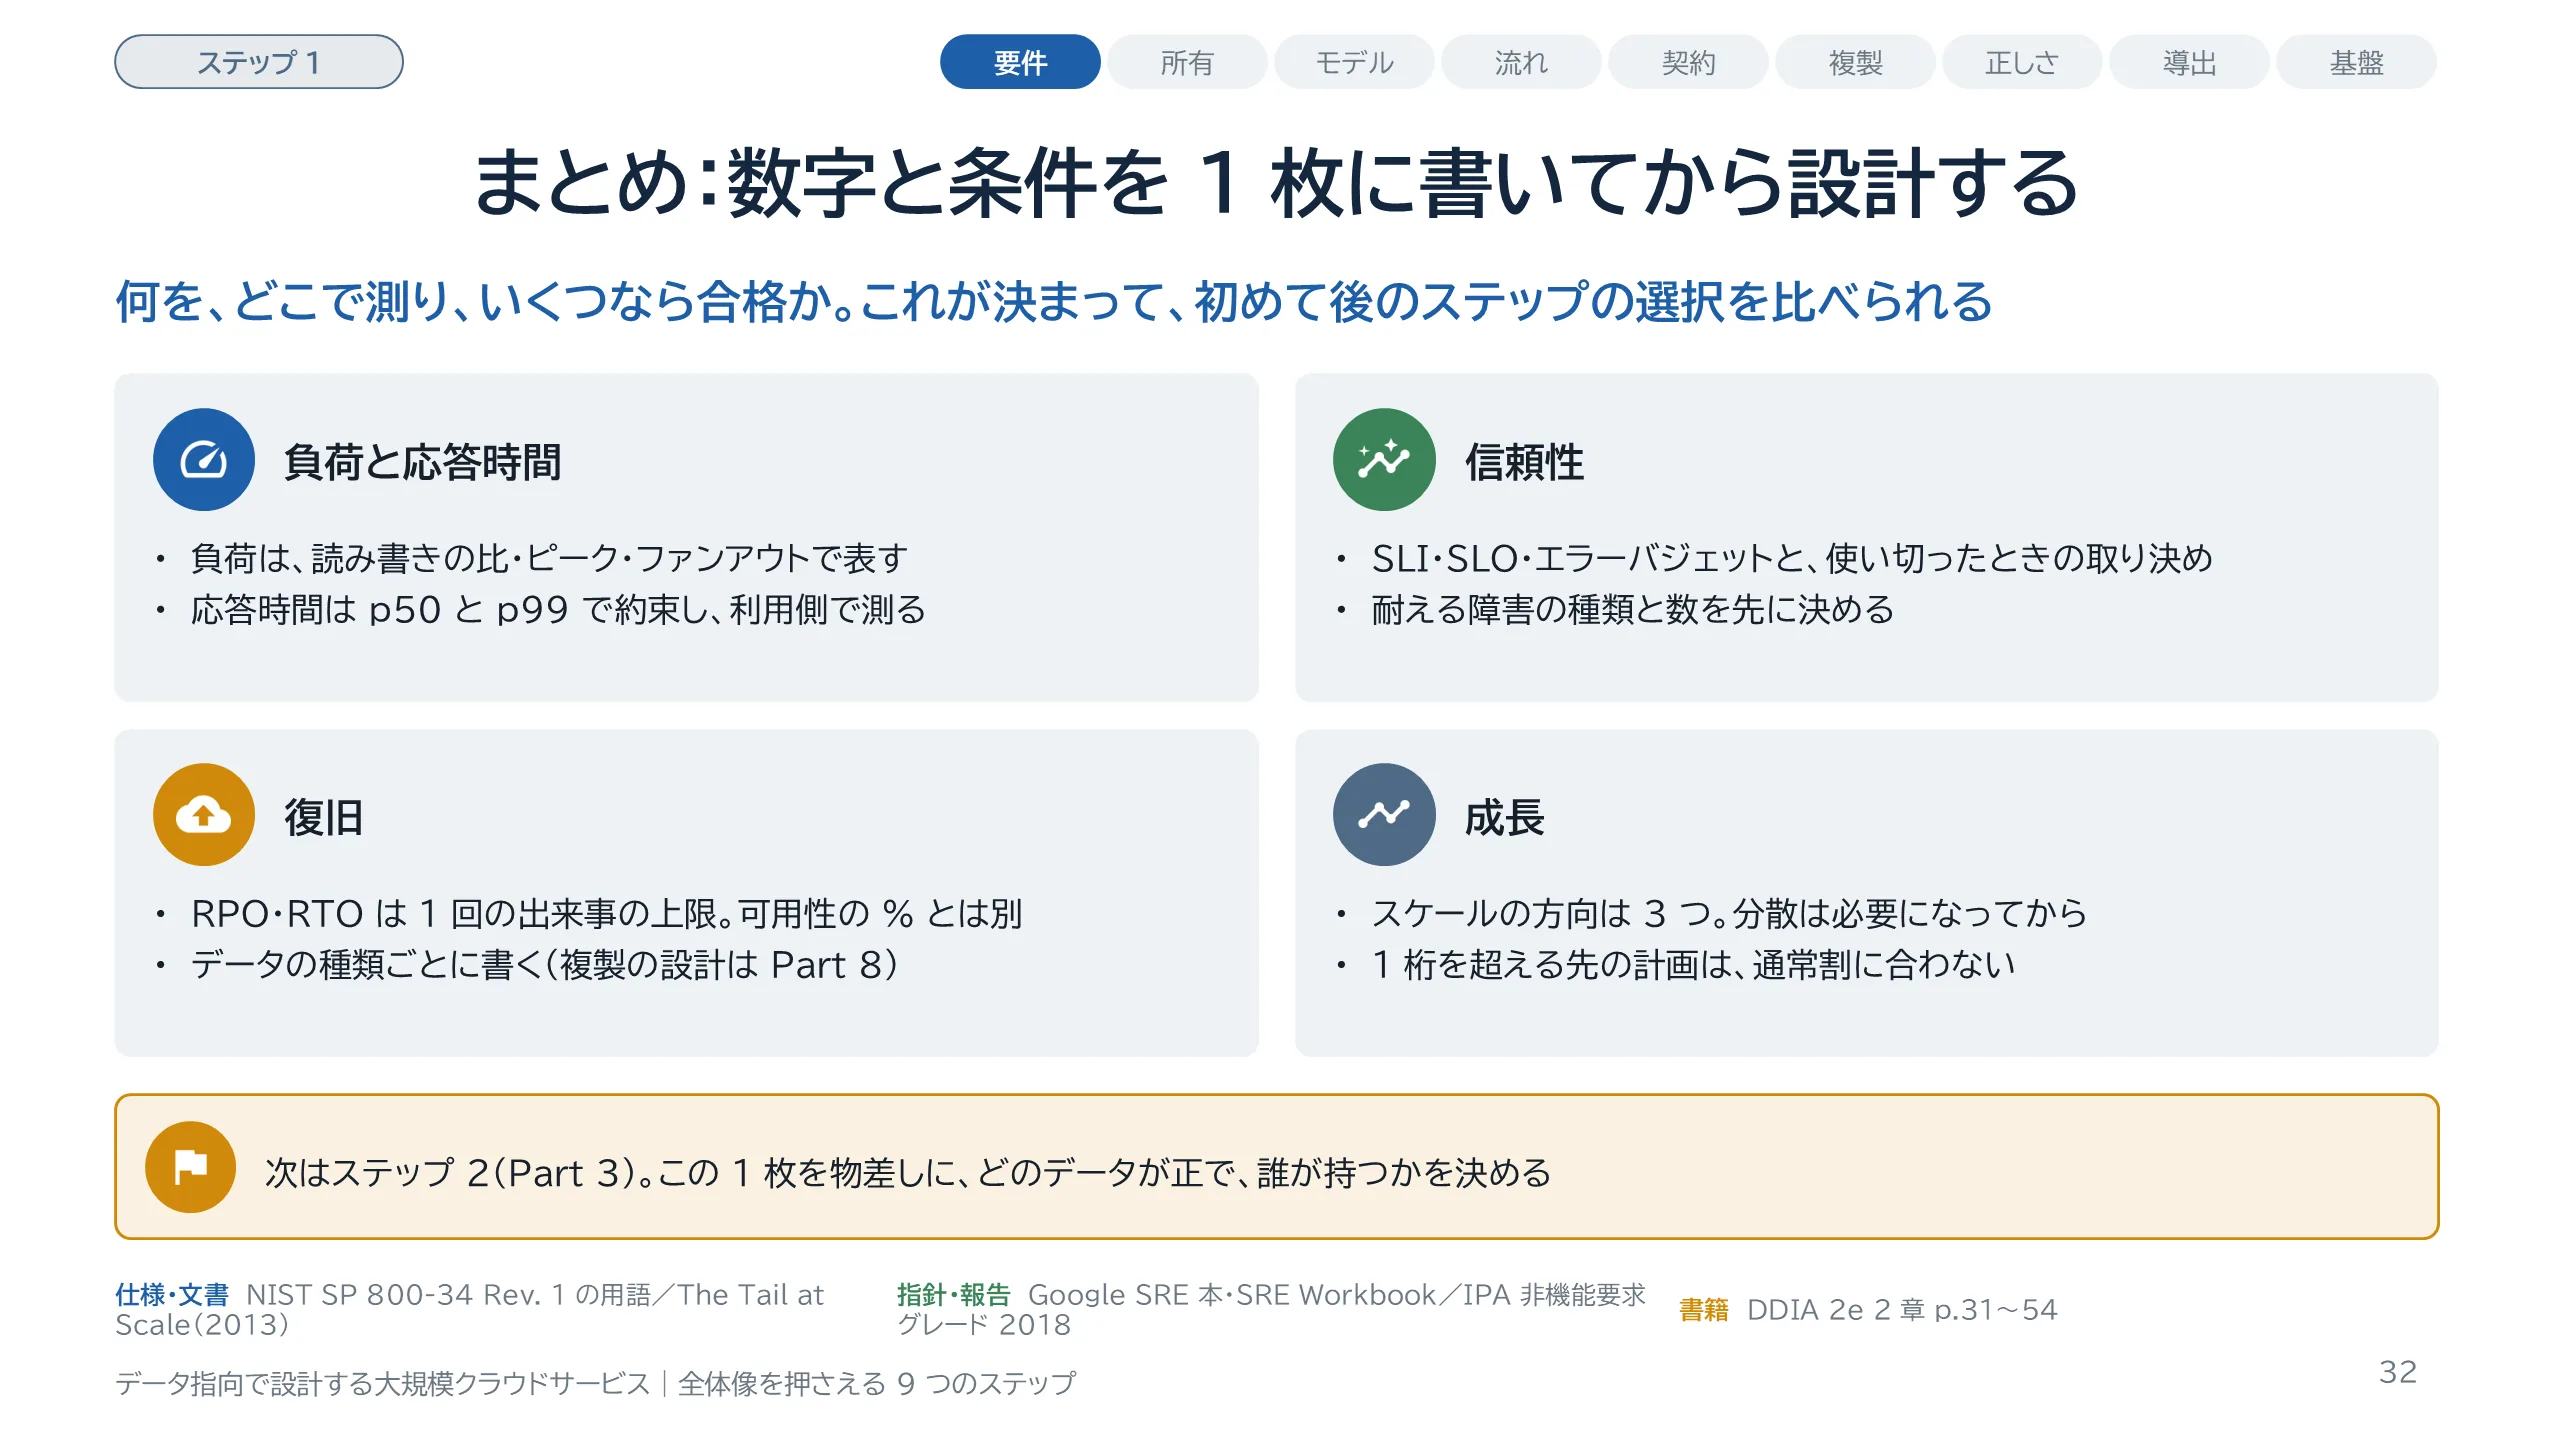 ステップ 1
要件
所有
モデル
流れ
契約
複製
正しさ
導出
基盤
まとめ：数字と条件を 1 枚に書いてから設計する
何を、どこで測り、いくつなら合格か。これが決まって、初めて後のステップの選択を比べられる
負荷と応答時間
・ 負荷は、読み書きの比・ピーク・ファンアウトで表す
・ 応答時間は p50 と p99 で約束し、利用側で測る
信頼性
・ SLI・SLO・エラーバジェットと、使い切ったときの取り決め
・ 耐える障害の種類と数を先に決める
復旧
・ RPO・RTO は 1 回の出来事の上限。可用性の % とは別
・ データの種類ごとに書く（複製の設計は Part 8）
成長
・ スケールの方向は 3 つ。分散は必要になってから
・ 1 桁を超える先の計画は、通常割に合わない
次はステップ 2（Part 3）。この 1 枚を物差しに、どのデータが正で、誰が持つかを決める
仕様・文書 NIST SP 800-34 Rev. 1 の用語／The Tail at
Scale（2013）
指針・報告 Google SRE 本・SRE Workbook／IPA 非機能要求
グレード 2018
書籍 DDIA 2e 2 章 p.31～54
データ指向で設計する大規模クラウドサービス｜全体像を押さえる 9 つのステップ
32